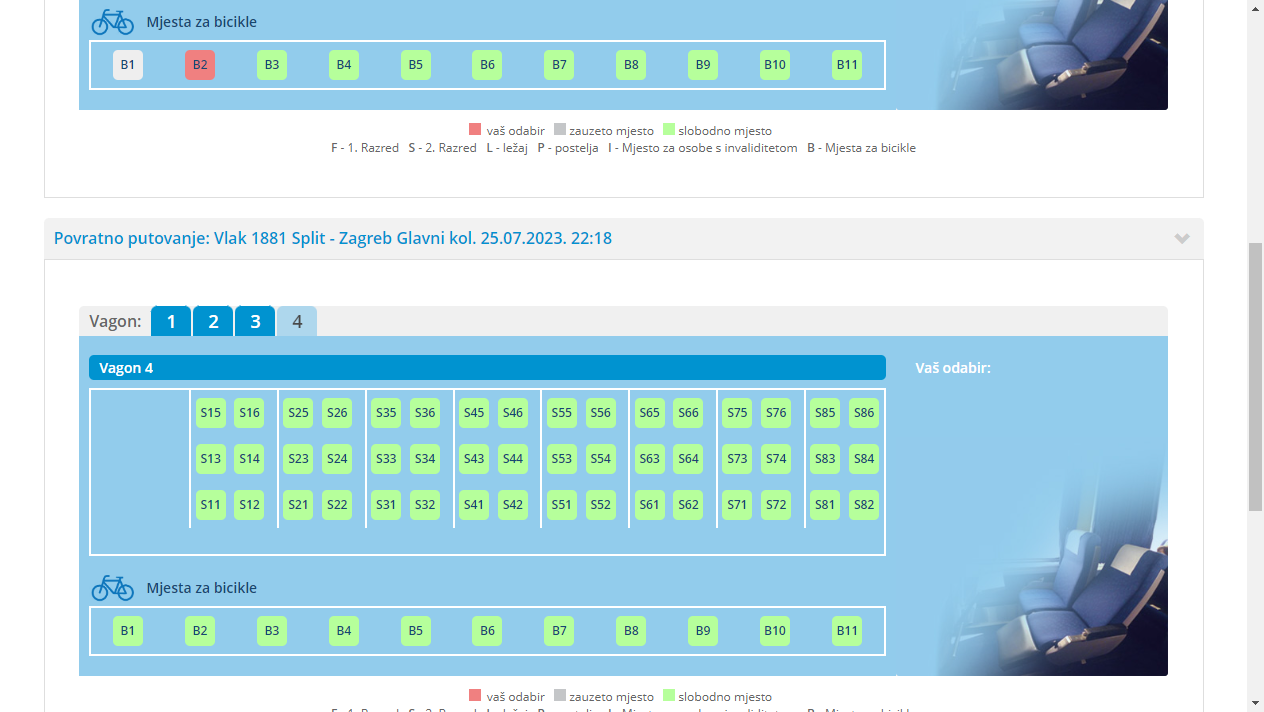 Mjesta za bicikle
B1 B2 B3 B4 B5 B6 B7 B8 B9 B10 B11
vaš odabir zauzeto mjesto slobodno mjesto
F - 1. Razred S - 2. Razred L - ležaj P - postelja I - Mjesto za osobe s invaliditetom B - Mjesta za bicikle
Povratno putovanje: Vlak 1881 Split - Zagreb Glavni kol. 25.07.2023. 22:18
Vagon: 1 2 3 4
Vagon 4
Vaš odabir:
S15 S16 S25 S26 S35 S36 S45 S46 S55 S56 S65 S66 S75 S76 S85 S86
S13 S14 S23 S24 S33 S34 S43 S44 S53 S54 S63 S64 S73 S74 S83 S84
S11 S12 S21 S22 S31 S32 S41 S42 S51 S52 S61 S62 S71 S72 S81 S82
Mjesta za bicikle
B1 B2 B3 B4 B5 B6 B7 B8 B9 B10 B11
vaš odabir zauzeto mjesto slobodno mjesto